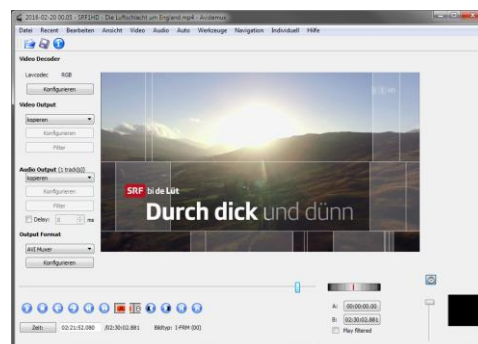 2016-02-20 00.05 - SRF1HD - Die Luftschlacht um England.mp4 - Avidemux
Datei Recent Bearbeiten Ansicht Video Audio Auto Werkzeuge Navigation Individuell Hilfe
Video Decoder
Lavcodec RGB
Konfigurieren
Video Output
kopieren
Konfigurieren
Filter
Audio Output (1 track(s))
kopieren
Konfigurieren
Filter
Delay: 0 ms
Output Format
AVI Muxer
Konfigurieren
SRF bi de Lüt
Durch dick und dünn
A: 00:00:00.00
B: 02:30:02.881
Play filtered
Zeit: 02:21:52.080 /02:30:02.881 Bildtyp: I-FRM (00)